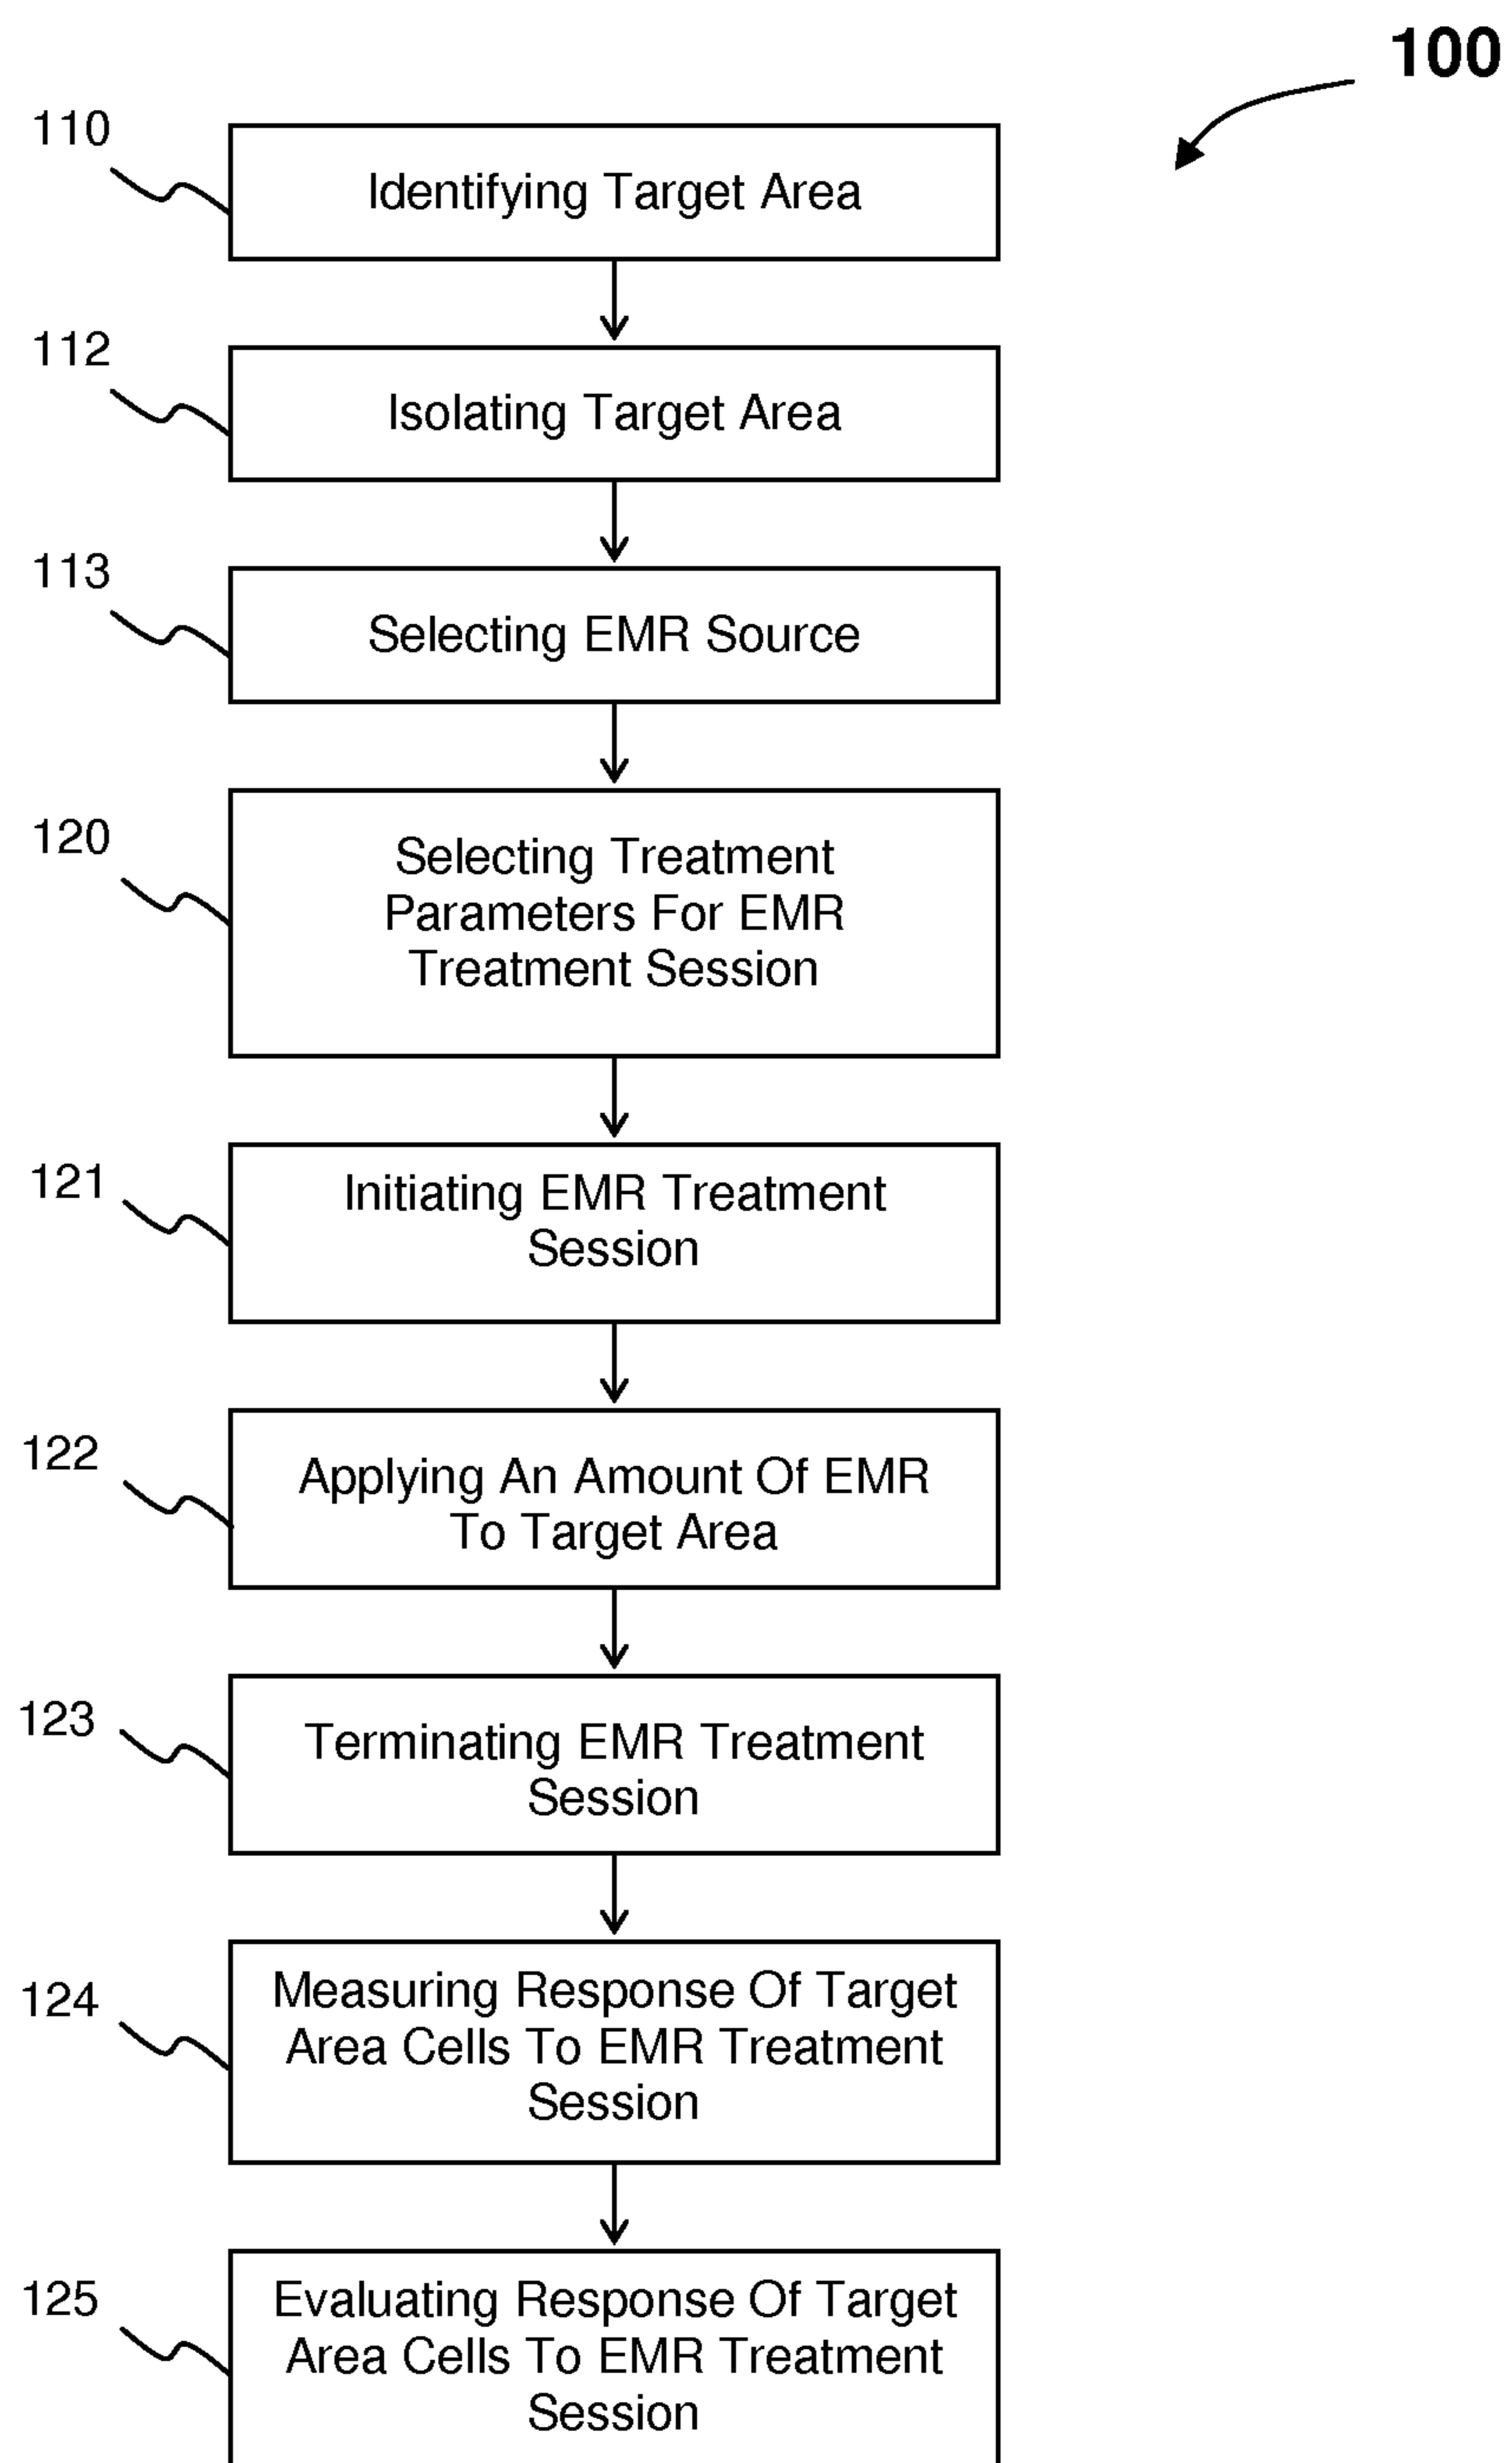 100
110
Identifying Target Area
112
Isolating Target Area
113
Selecting EMR Source
120
Selecting Treatment
Parameters For EMR
Treatment Session
121
Initiating EMR Treatment
Session
122
Applying An Amount Of EMR
To Target Area
123
Terminating EMR Treatment
Session
124
Measuring Response Of Target
Area Cells To EMR Treatment
Session
125
Evaluating Response Of Target
Area Cells To EMR Treatment
Session